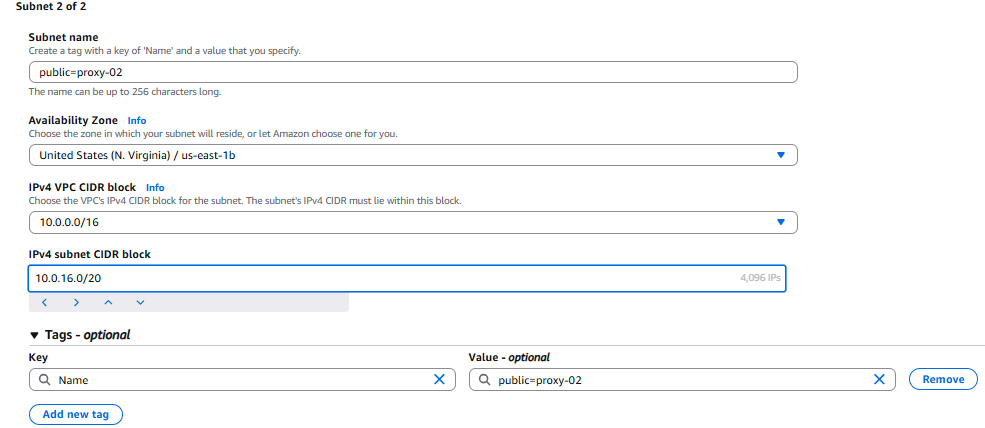 Subnet 2 of 2
Subnet name
Create a tag with a key of 'Name' and a value that you specify.
public=proxy-02
The name can be up to 256 characters long.
Availability Zone Info
Choose the zone in which your subnet will reside, or let Amazon choose one for you.
United States (N. Virginia) / us-east-1b
IPv4 VPC CIDR block Info
Choose the VPC's IPv4 CIDR block for the subnet. The subnet's IPv4 CIDR must lie within this block.
10.0.0.0/16
IPv4 subnet CIDR block
10.0.16.0/20 4,096 IPs
Tags - optional
Key Value - optional
Name public=proxy-02 Remove
Add new tag